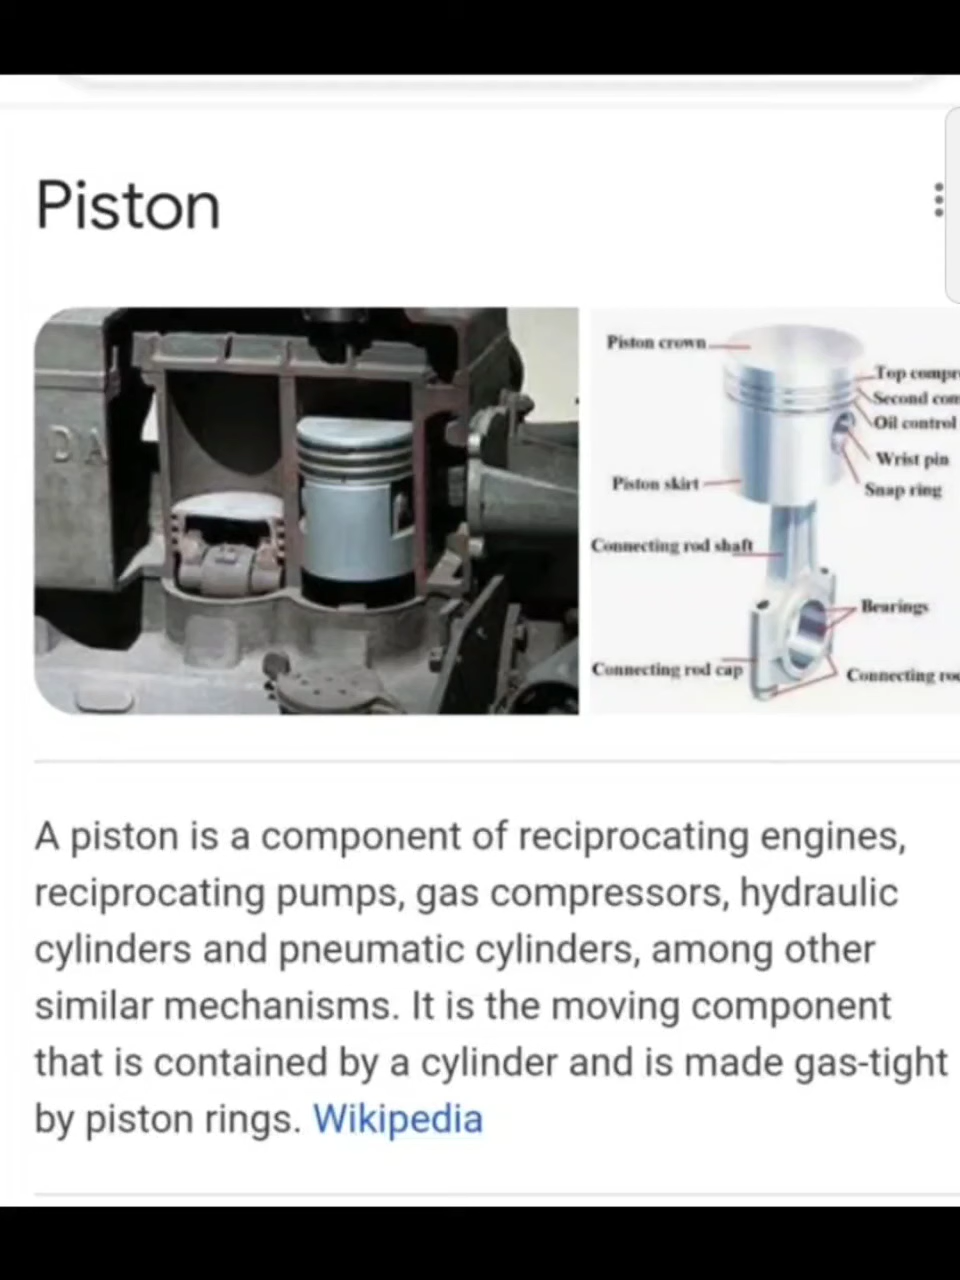 Piston
DA
Piston crown
Top compr
Second com
Oil control
Wrist pin
Piston skirt
Snap ring
Connecting rod shaft
Bearings
Connecting rod cap
Connecting ro
A piston is a component of reciprocating engines,
reciprocating pumps, gas compressors, hydraulic
cylinders and pneumatic cylinders, among other
similar mechanisms. It is the moving component
that is contained by a cylinder and is made gas-tight
by piston rings. Wikipedia